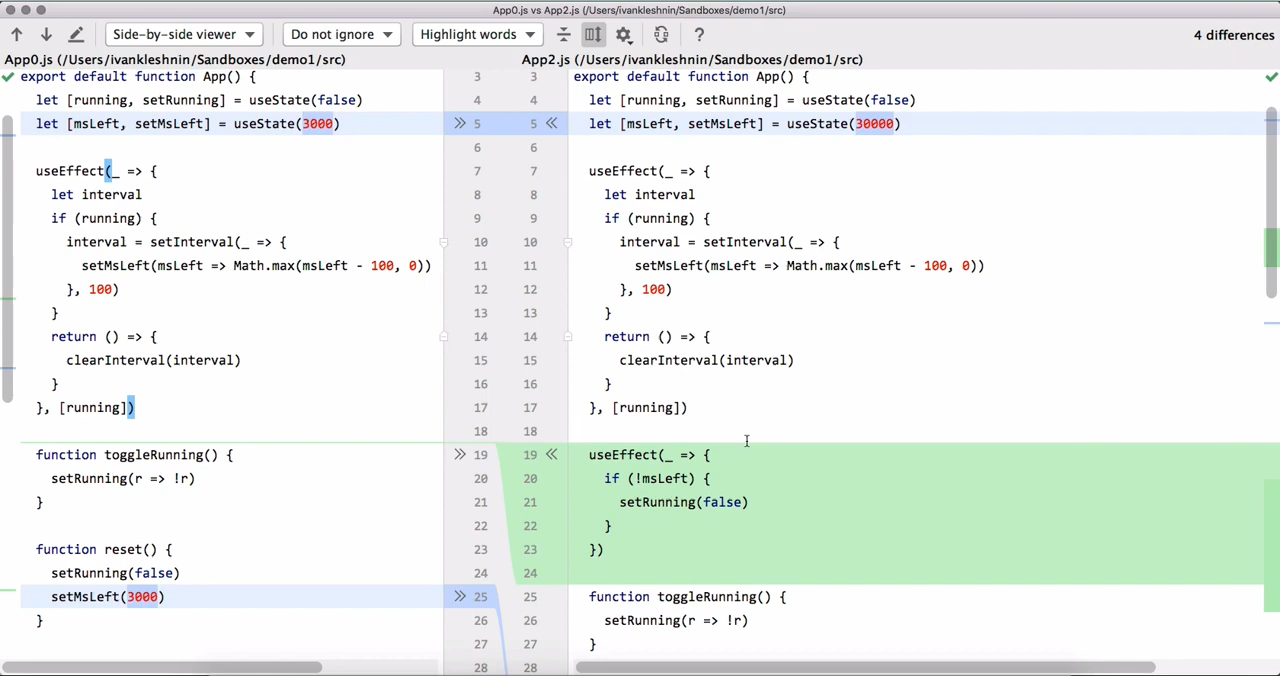 App0.js vs App2.js (/Users/ivankleshnin/Sandboxes/demo1/src)
Side-by-side viewer Do not ignore Highlight words ? 4 differences
App0.js (/Users/ivankleshnin/Sandboxes/demo1/src) App2.js (/Users/ivankleshnin/Sandboxes/demo1/src)
export default function App() { 3 3 export default function App() {
let [running, setRunning] = useState(false) 4 4 let [running, setRunning] = useState(false)
let [msLeft, setMsLeft] = useState(3000) >> 5 5 << let [msLeft, setMsLeft] = useState(30000)
6 6
useEffect(_ => { 7 7 useEffect(_ => {
let interval 8 8 let interval
if (running) { 9 9 if (running) {
interval = setInterval(_ => { 10 10 interval = setInterval(_ => {
setMsLeft(msLeft => Math.max(msLeft - 100, 0)) 11 11 setMsLeft(msLeft => Math.max(msLeft - 100, 0))
}, 100) 12 12 }, 100)
} 13 13 }
return () => { 14 14 return () => {
clearInterval(interval) 15 15 clearInterval(interval)
} 16 16 }
}, [running]) 17 17 }, [running])
18 18
function toggleRunning() { >> 19 19 << useEffect(_ => {
setRunning(r => !r) 20 20 if (!msLeft) {
} 21 21 setRunning(false)
22 22 }
function reset() { 23 23 })
setRunning(false) 24 24
setMsLeft(3000) >> 25 25 function toggleRunning() {
} 26 26 setRunning(r => !r)
27 27 }
28 28